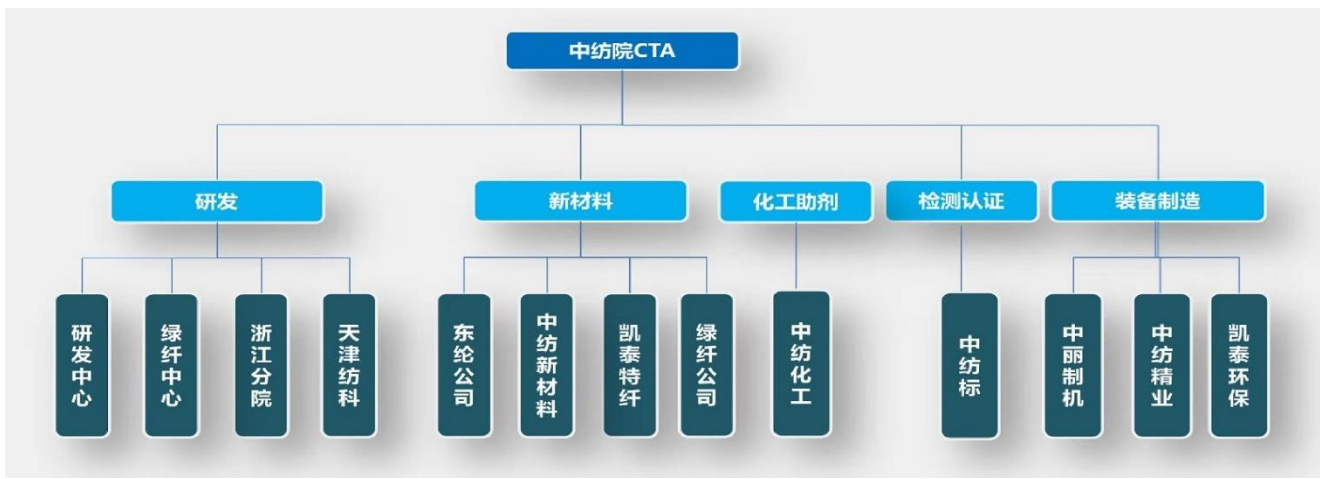 中纺院CTA
研发
新材料
化工助剂
检测认证
装备制造
研发中心
绿纤中心
浙江分院
天津纺科
东纶公司
中纺新材料
凯泰特纤
绿纤公司
中纺化工
中纺标
中丽制机
中纺精业
凯泰环保